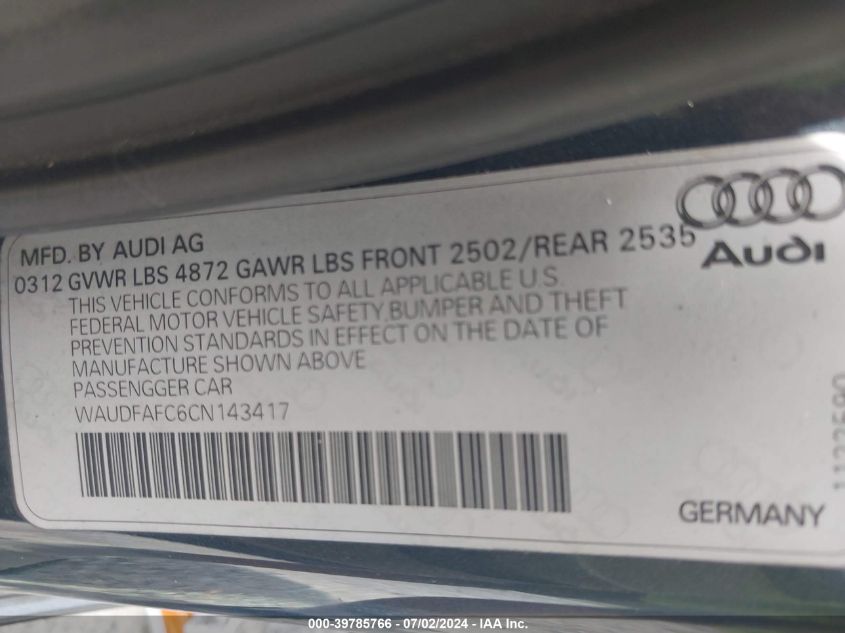 MFD. BY AUDI AG
0312 GVWR LBS 4872 GAWR LBS FRONT 2502/REAR 2535
Audi
THIS VEHICLE CONFORMS TO ALL APPLICABLE U.S.
FEDERAL MOTOR VEHICLE SAFETY,BUMPER AND THEFT
PREVENTION STANDARDS IN EFFECT ON THE DATE OF
MANUFACTURE SHOWN ABOVE
PASSENGGER CAR
WAUDFAFC6CN143417
GERMANY
000-39785766 - 07/02/2024 - IAA Inc.